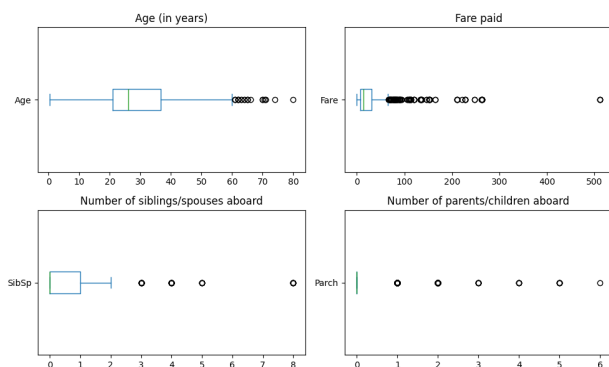 Age (in years)
Age
0 10 20 30 40 50 60 70 80
Fare paid
Fare
0 100 200 300 400 500
Number of siblings/spouses aboard
SibSp
0 1 2 3 4 5 6 7 8
Number of parents/children aboard
Parch
0 1 2 3 4 5 6